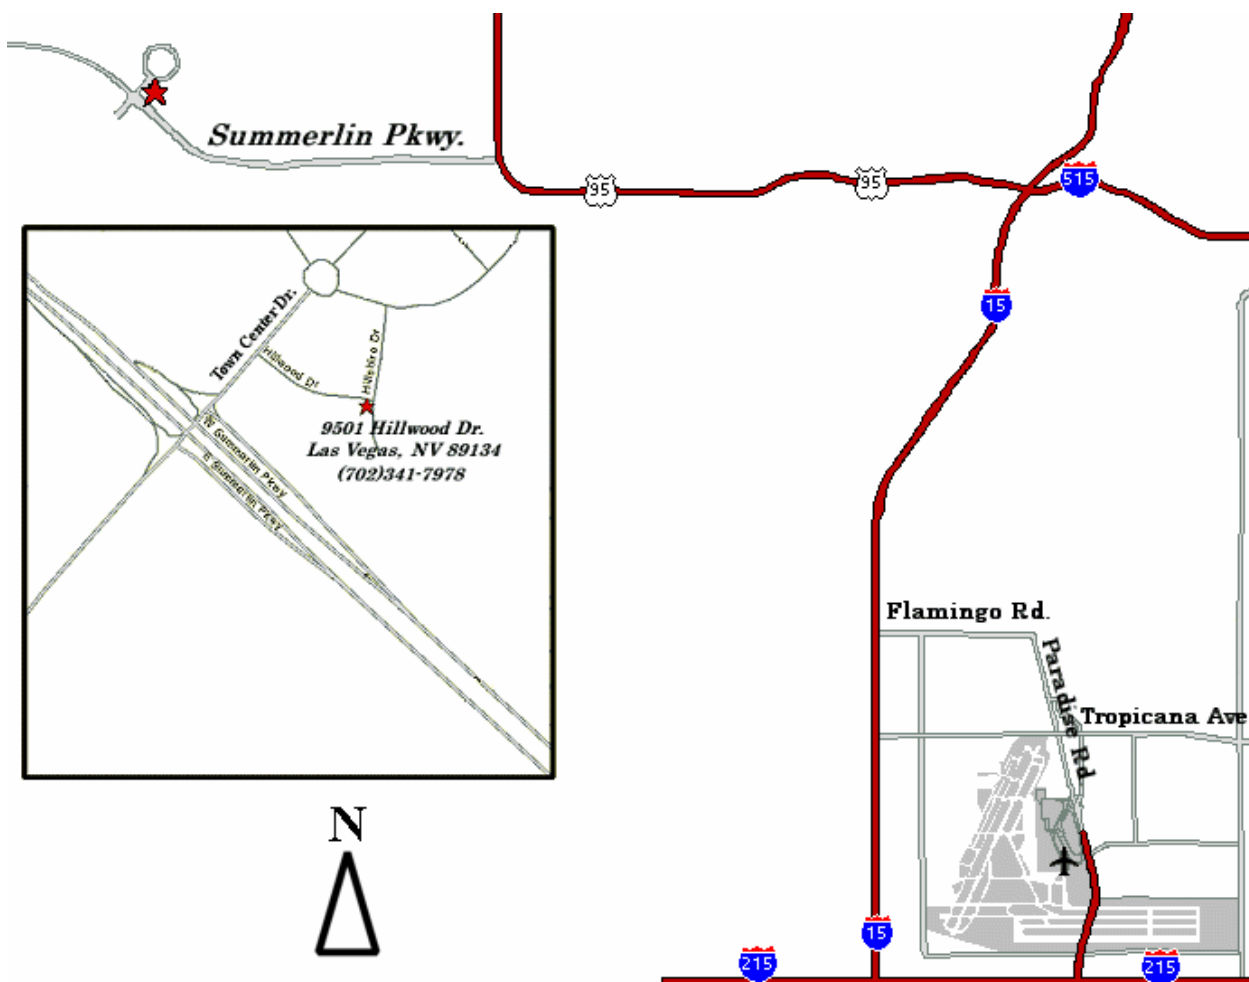 Summerlin Pkwy.
95
95
515
15
Town Center Dr.
Hillwood Dr
Hillshire Dr
9501 Hillwood Dr.
Las Vegas, NV 89134
(702)341-7978
W Summerlin Pkwy
E Summerlin Pkwy
Flamingo Rd.
Paradise Rd
Tropicana Ave
N
15
215
215